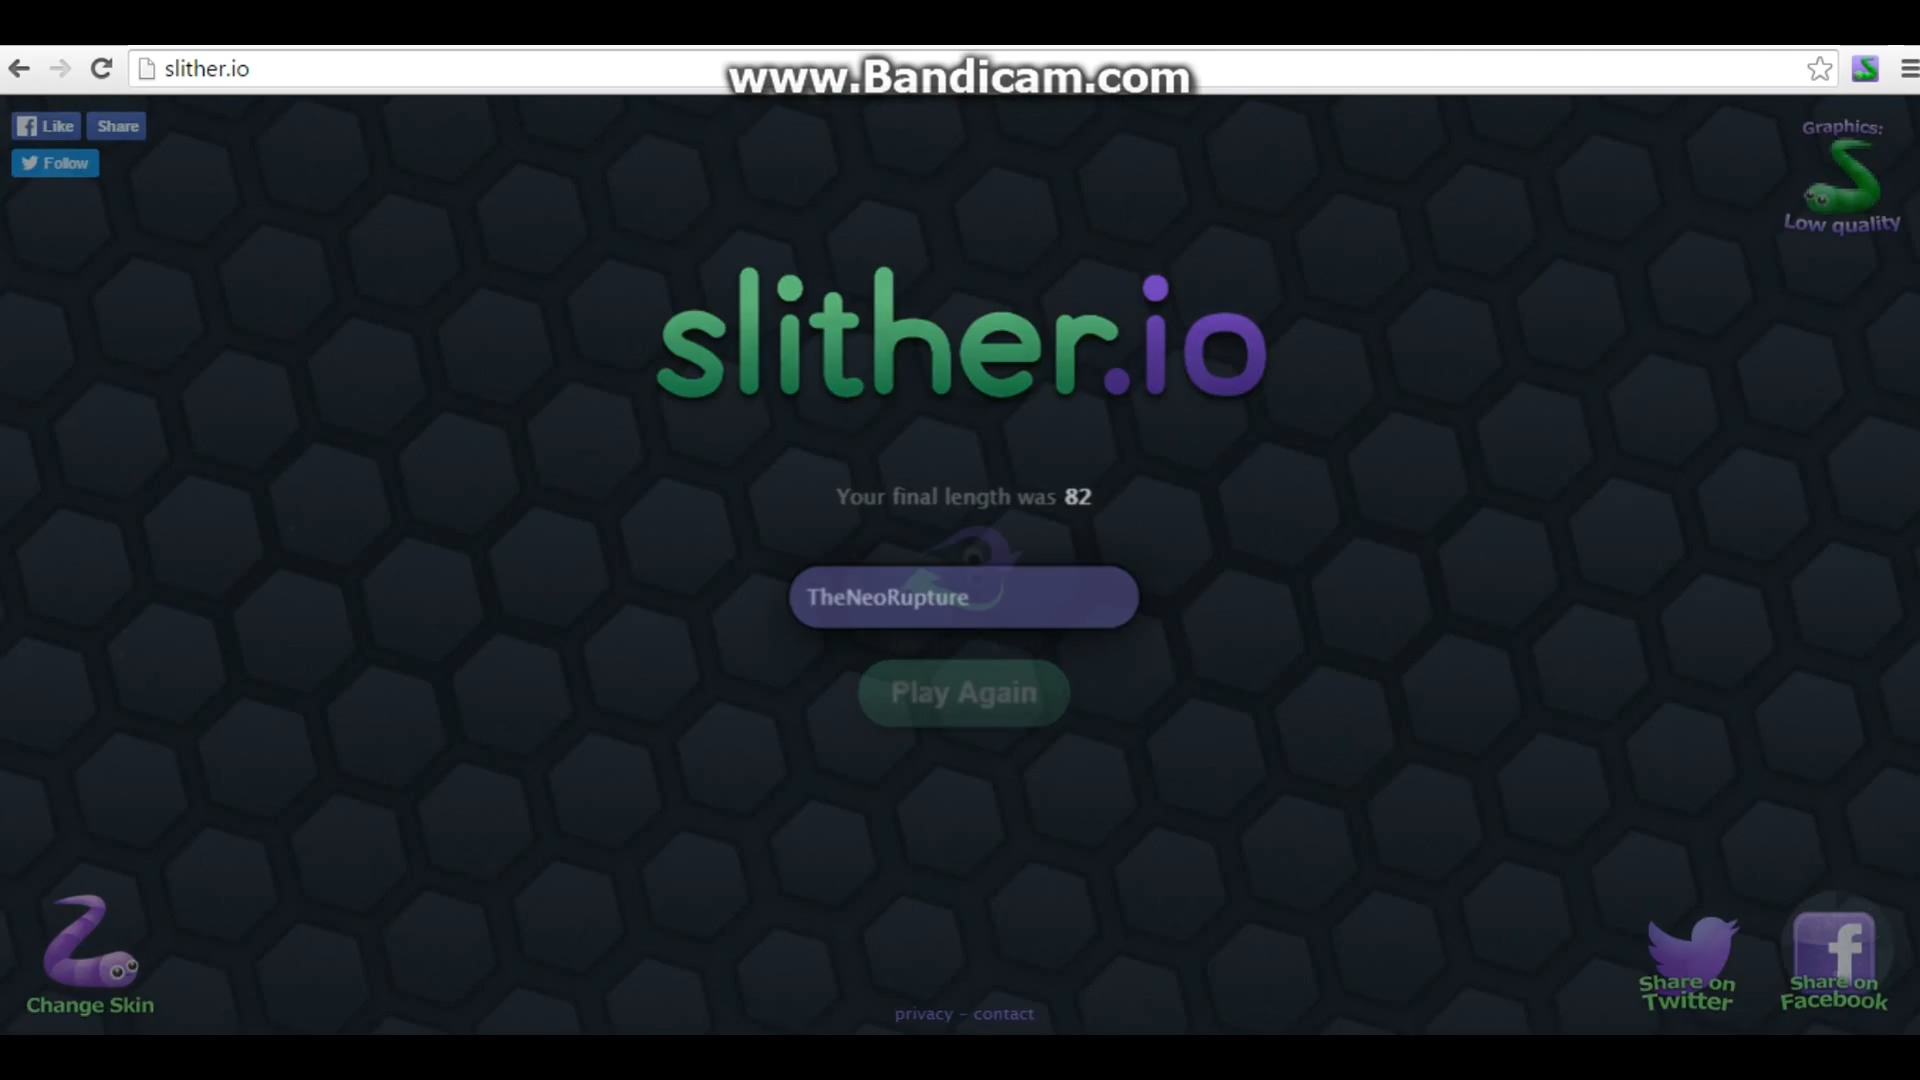 slither.io
www.Bandicam.com
Like Share
Follow
Graphics:
Low quality
slither.io
Your final length was 82
TheNeoRupture
Play Again
Change Skin
Share on
Twitter
Share on
Facebook
privacy - contact